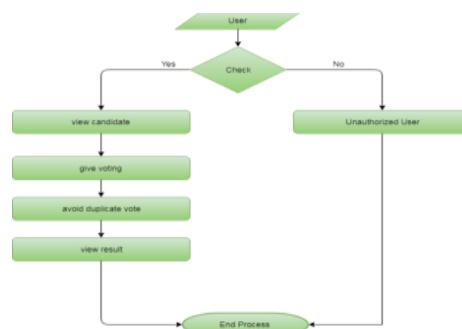 User
Yes
Check
No
view candidate
Unauthorized User
give voting
avoid duplicate vote
view result
End Process